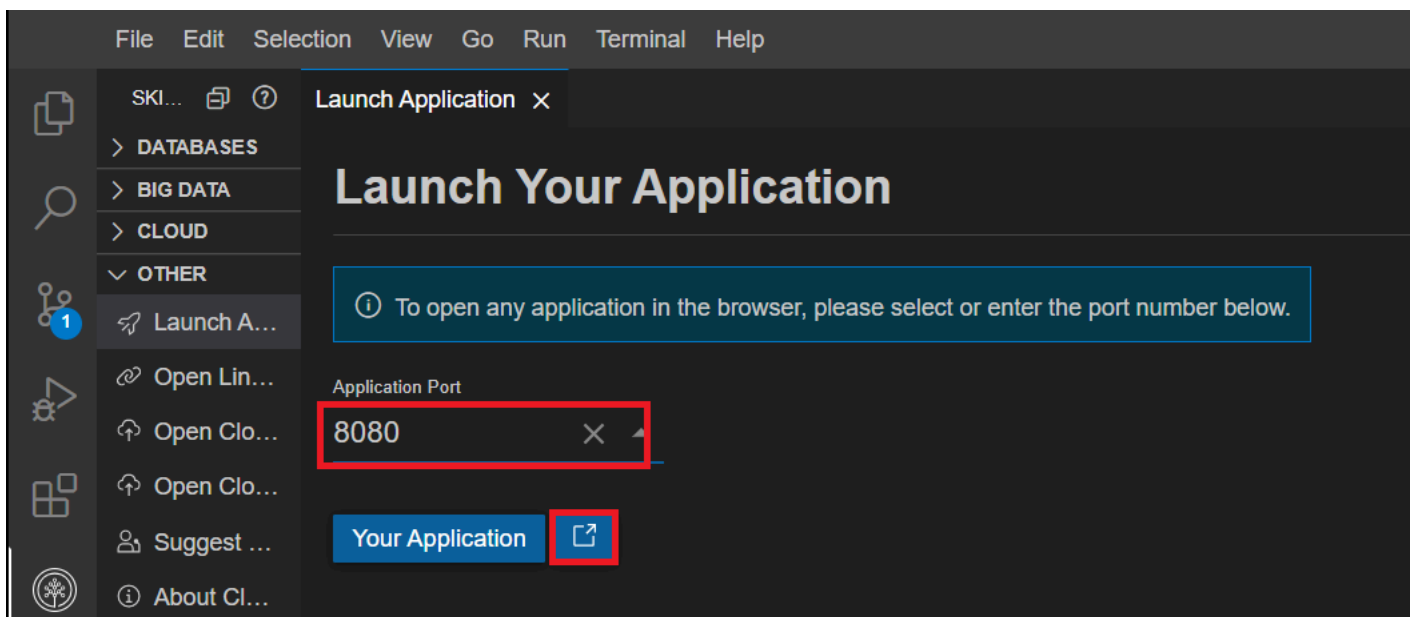 File Edit Selection View Go Run Terminal Help
SKI...
Launch Application
DATABASES
BIG DATA
CLOUD
OTHER
Launch A...
Open Lin...
Open Clo...
Open Clo...
Suggest ...
About Cl...
1
Launch Your Application
To open any application in the browser, please select or enter the port number below.
Application Port
8080
Your Application